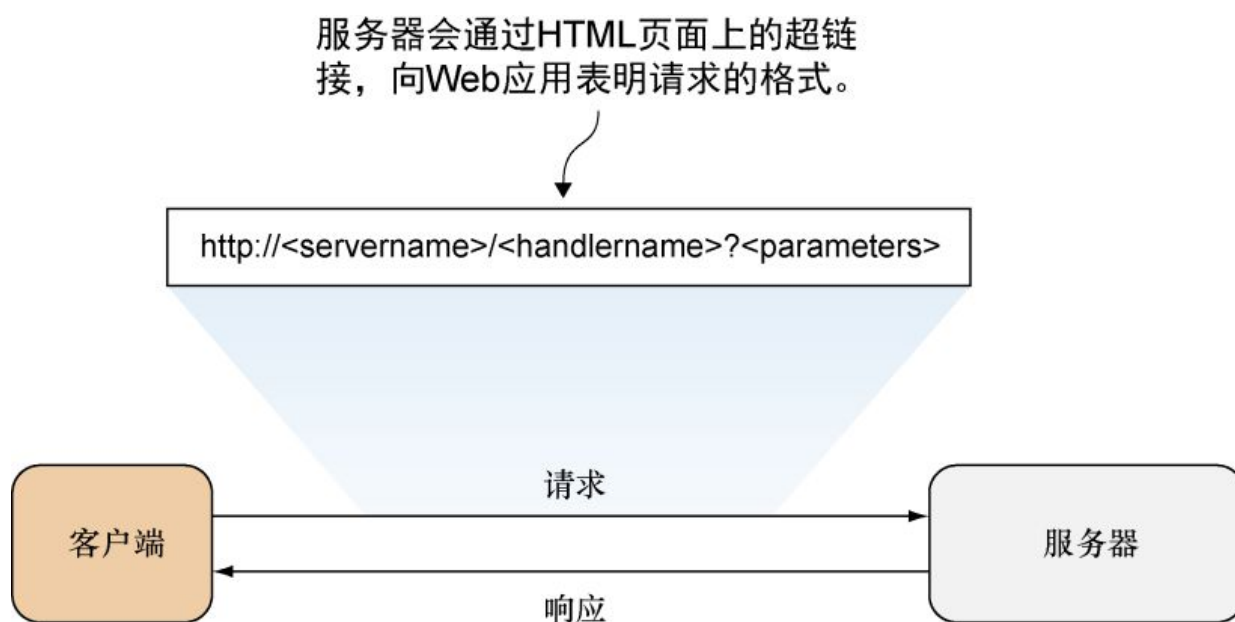 服务器会通过HTML页面上的超链
接，向Web应用表明请求的格式。
http://<servername>/<handlername>?<parameters>
请求
客户端
服务器
响应